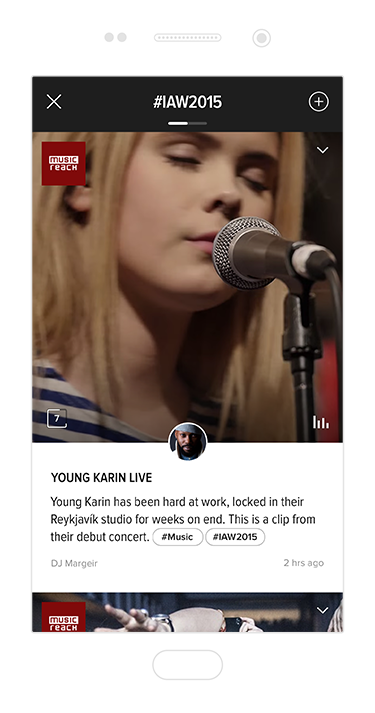 #IAW2015
music
reach
7
YOUNG KARIN LIVE
Young Karin has been hard at work, locked in their
Reykjavík studio for weeks on end. This is a clip from
their debut concert. #Music #IAW2015
DJ Margeir 2 hrs ago
music
reach